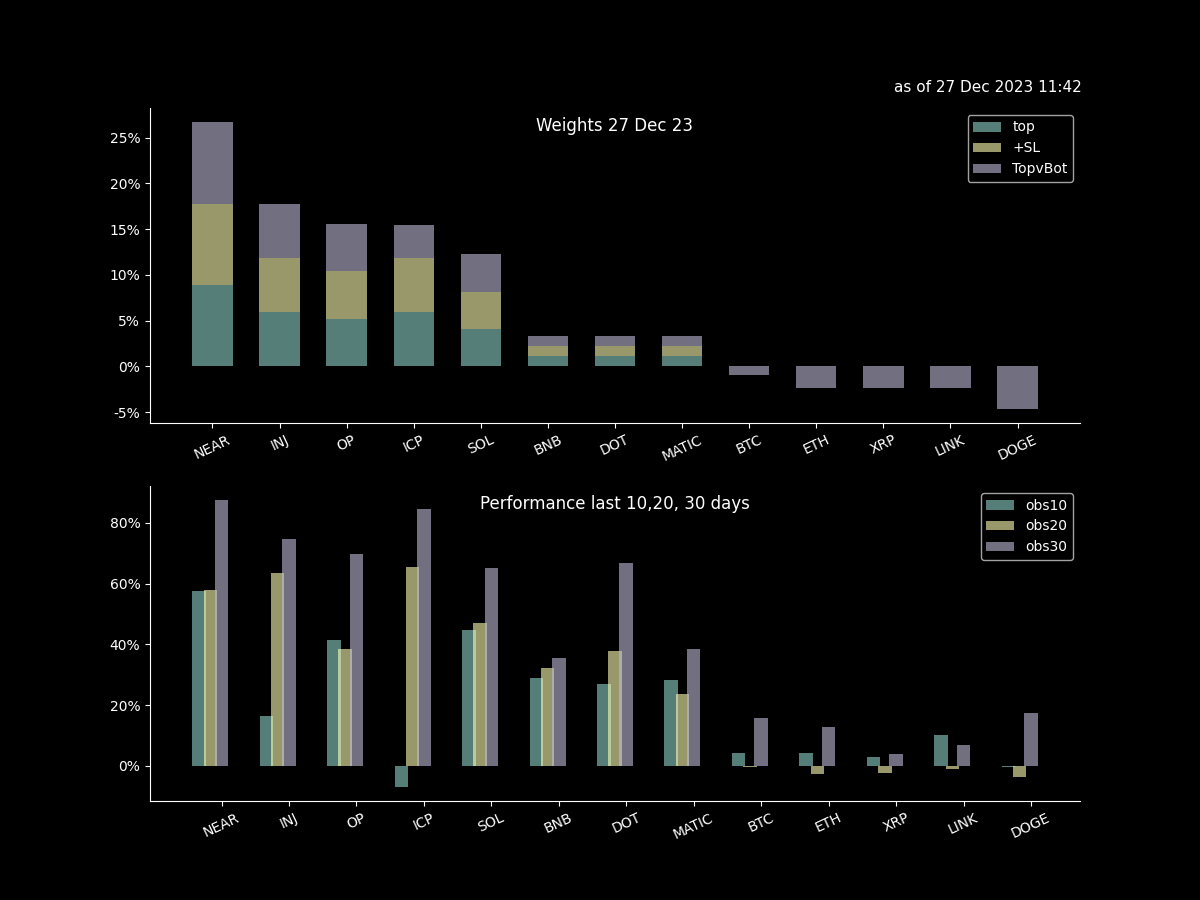 as of 27 Dec 2023 11:42
Weights 27 Dec 23
top
+SL
TopvBot
25%
20%
15%
10%
5%
0%
-5%
NEAR INJ OP ICP SOL BNB DOT MATIC BTC ETH XRP LINK DOGE
Performance last 10,20, 30 days
obs10
obs20
obs30
80%
60%
40%
20%
0%
NEAR INJ OP ICP SOL BNB DOT MATIC BTC ETH XRP LINK DOGE